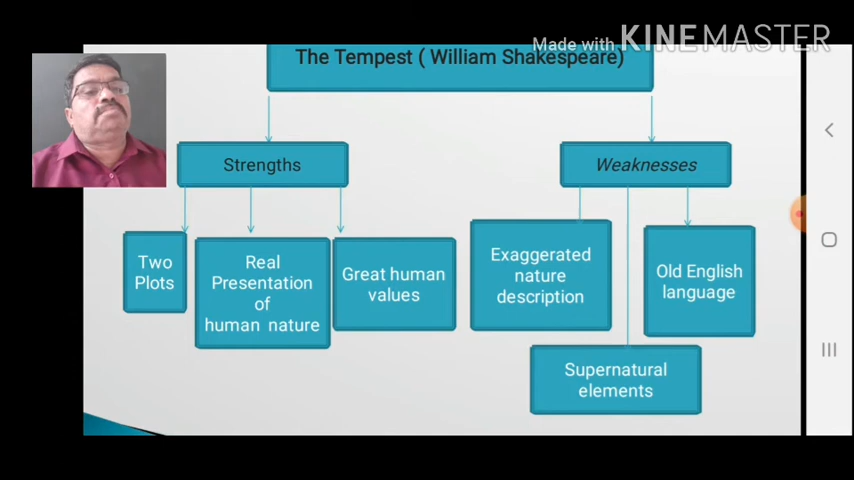 Made with KINEMASTER
The Tempest ( William Shakespeare)
Strengths
Weaknesses
Two
Plots
Real
Presentation
of
human nature
Great human
values
Exaggerated
nature
description
Old English
language
Supernatural
elements